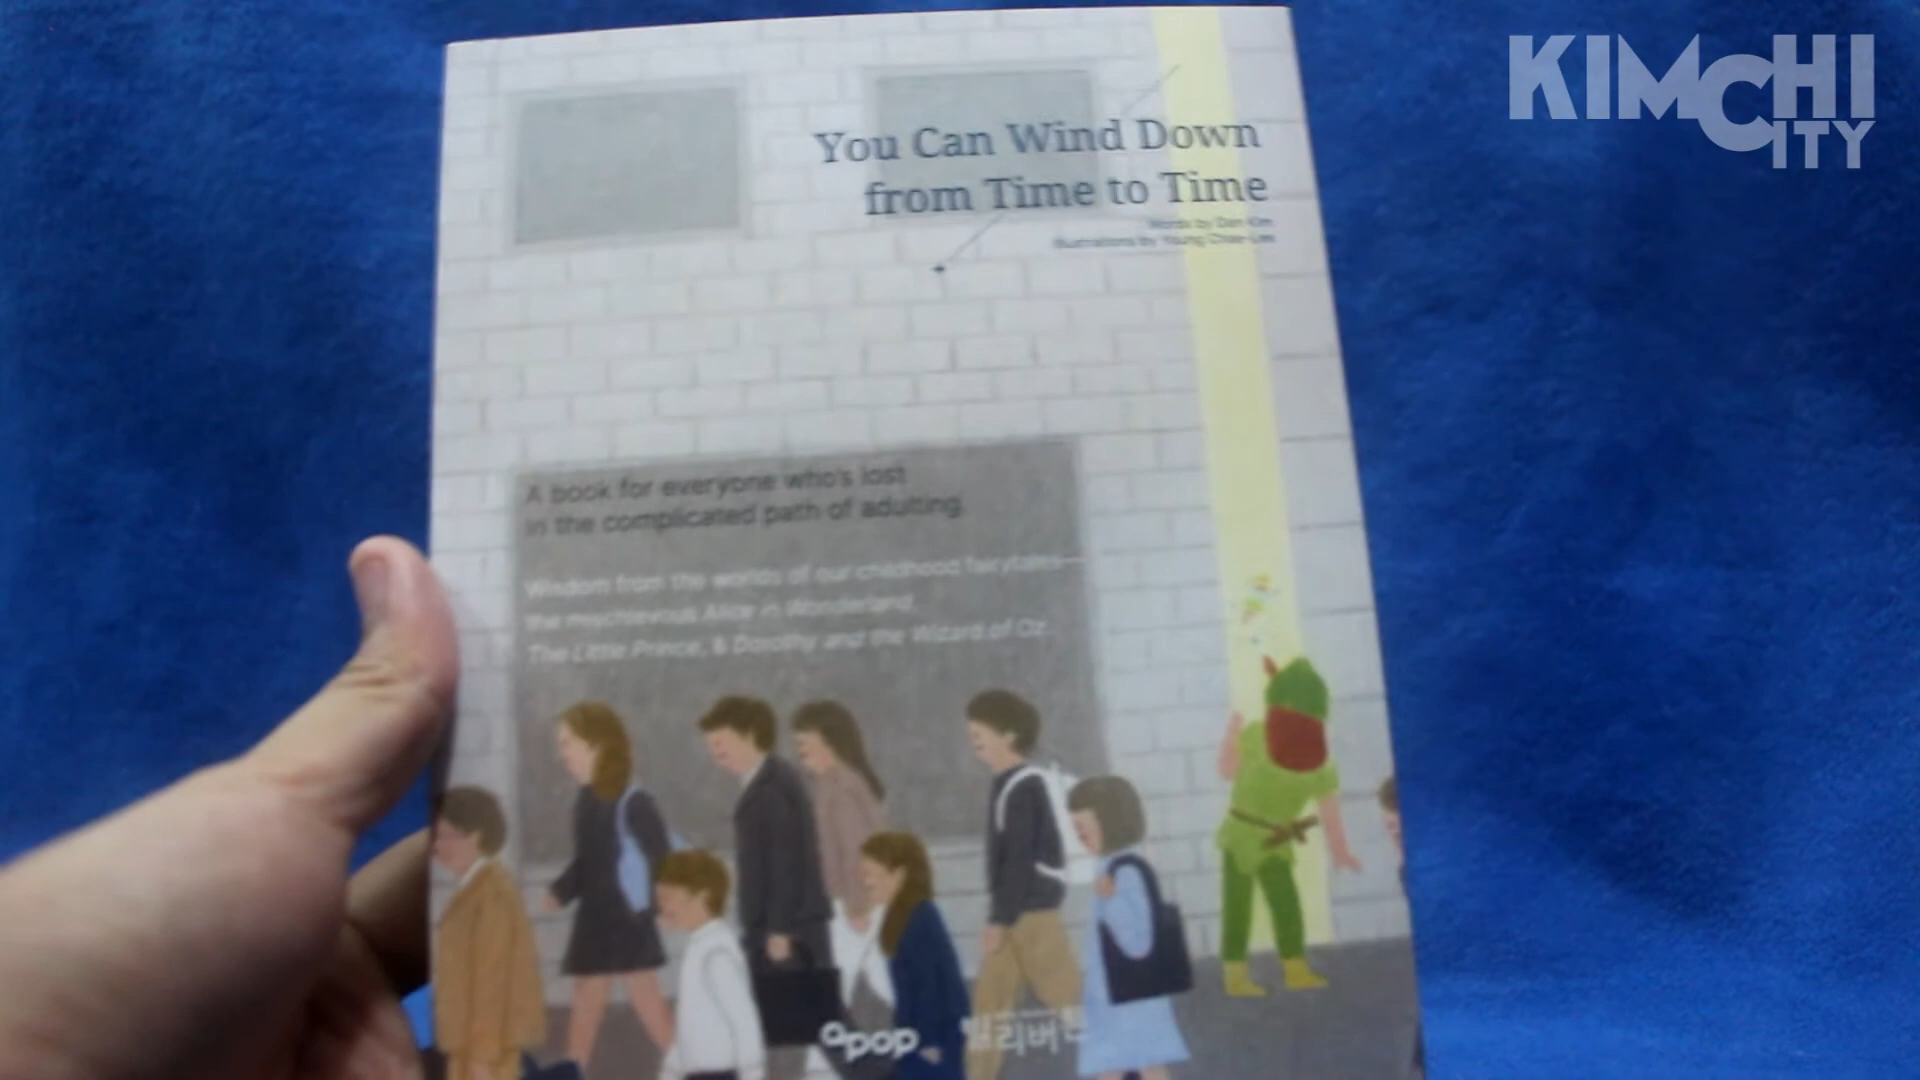 KIMCHI
CITY
You Can Wind Down
from Time to Time
Words by Dan Kim
Illustrations by Young Chae-Lee
A book for everyone who's lost
in the complicated path of adulting.
Wisdom from the worlds of our childhood fairytales—
the mischievous Alice in Wonderland,
The Little Prince, & Dorothy and the Wizard of Oz.
apop